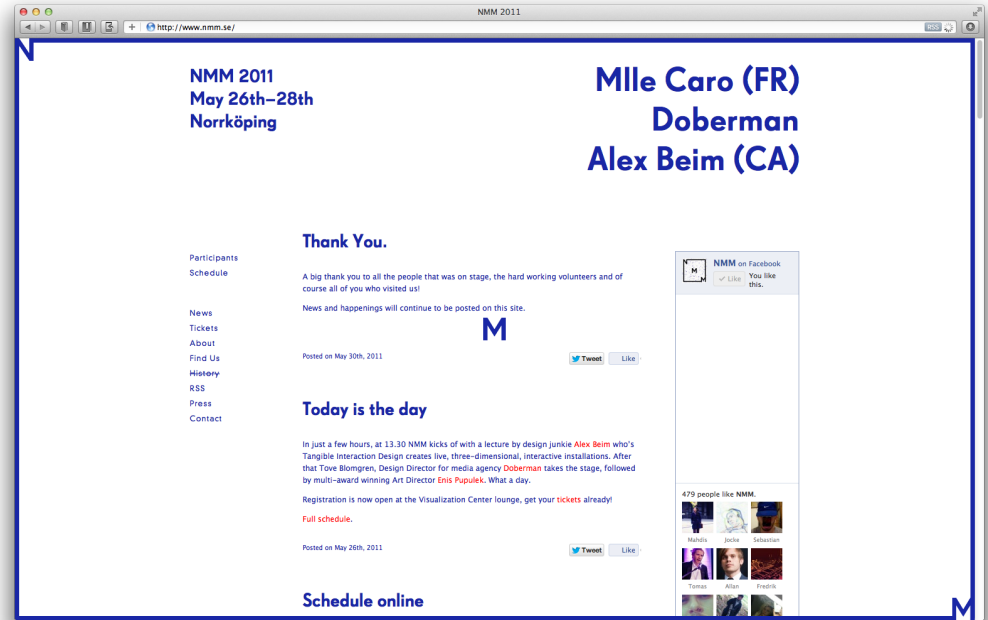 NMM 2011
http://www.nmm.se/
RSS
N
NMM 2011
May 26th–28th
Norrköping
Mlle Caro (FR)
Doberman
Alex Beim (CA)
Participants
Schedule
News
Tickets
About
Find Us
History
RSS
Press
Contact
Thank You.
A big thank you to all the people that was on stage, the hard working volunteers and of
course all of you who visited us!
News and happenings will continue to be posted on this site.
M
Posted on May 30th, 2011
Tweet
Like
Today is the day
In just a few hours, at 13.30 NMM kicks of with a lecture by design junkie Alex Beim who's
Tangible Interaction Design creates live, three-dimensional, interactive installations. After
that Tove Blomgren, Design Director for media agency Doberman takes the stage, followed
by multi-award winning Art Director Enis Pupulek. What a day.
Registration is now open at the Visualization Center lounge, get your tickets already!
Full schedule.
Posted on May 26th, 2011
Tweet
Like
Schedule online
N
M
M
NMM on Facebook
Like
You like
this.
479 people like NMM.
Mahdis Jocke Sebastian
Tomas Allan Fredrik
M